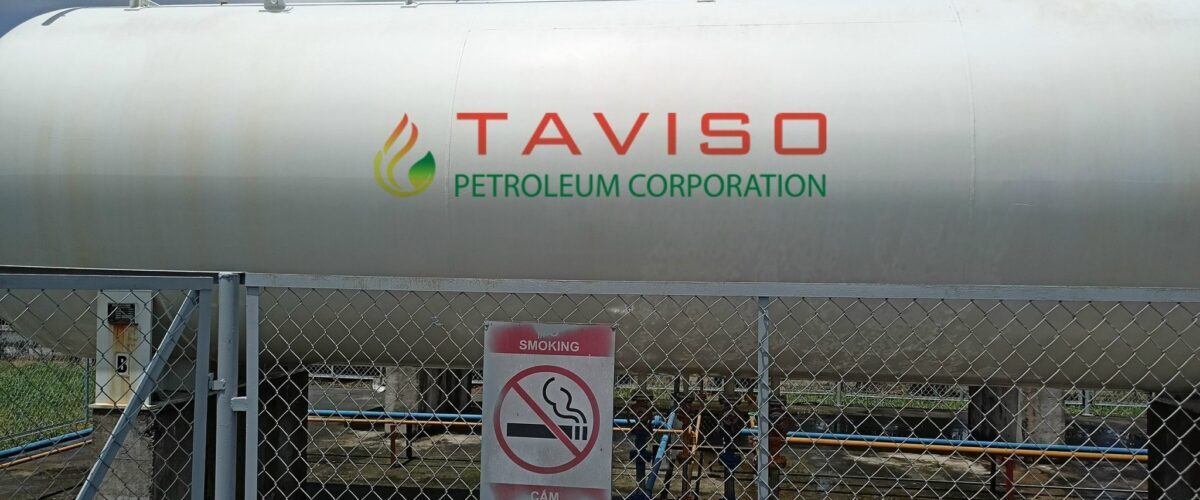 TAVISO
PETROLEUM CORPORATION
B
SMOKING
CẤM